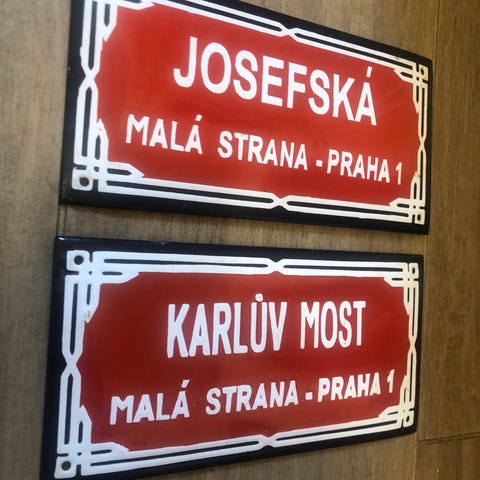 JOSEFSKÁ
MALÁ STRANA - PRAHA 1
KARLŮV MOST
MALÁ STRANA - PRAHA 1